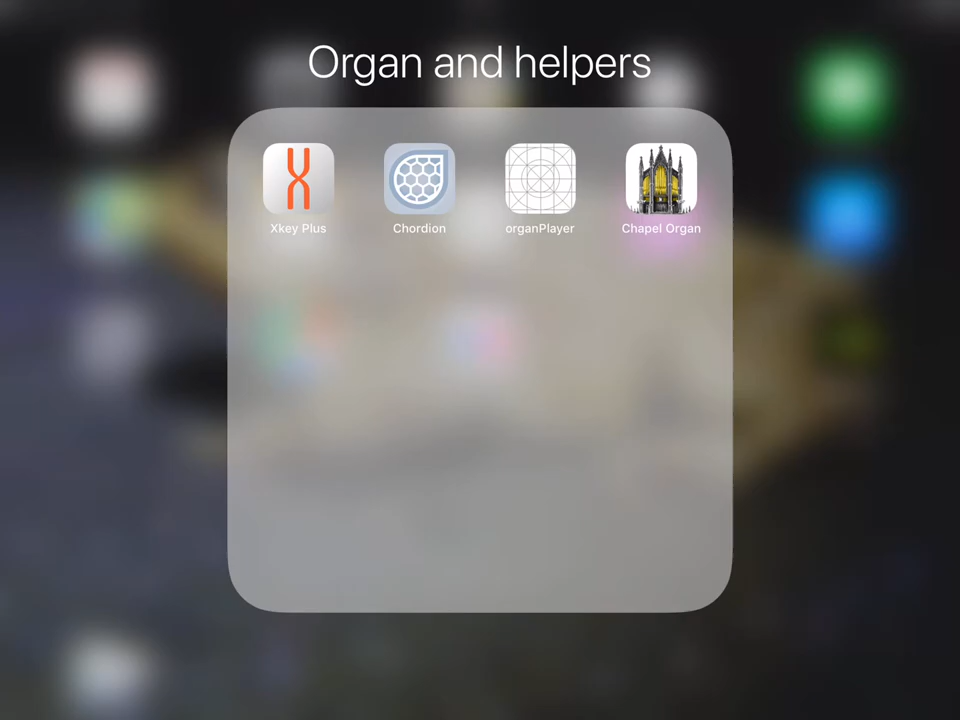 Organ and helpers
Xkey Plus
Chordion
organPlayer
Chapel Organ